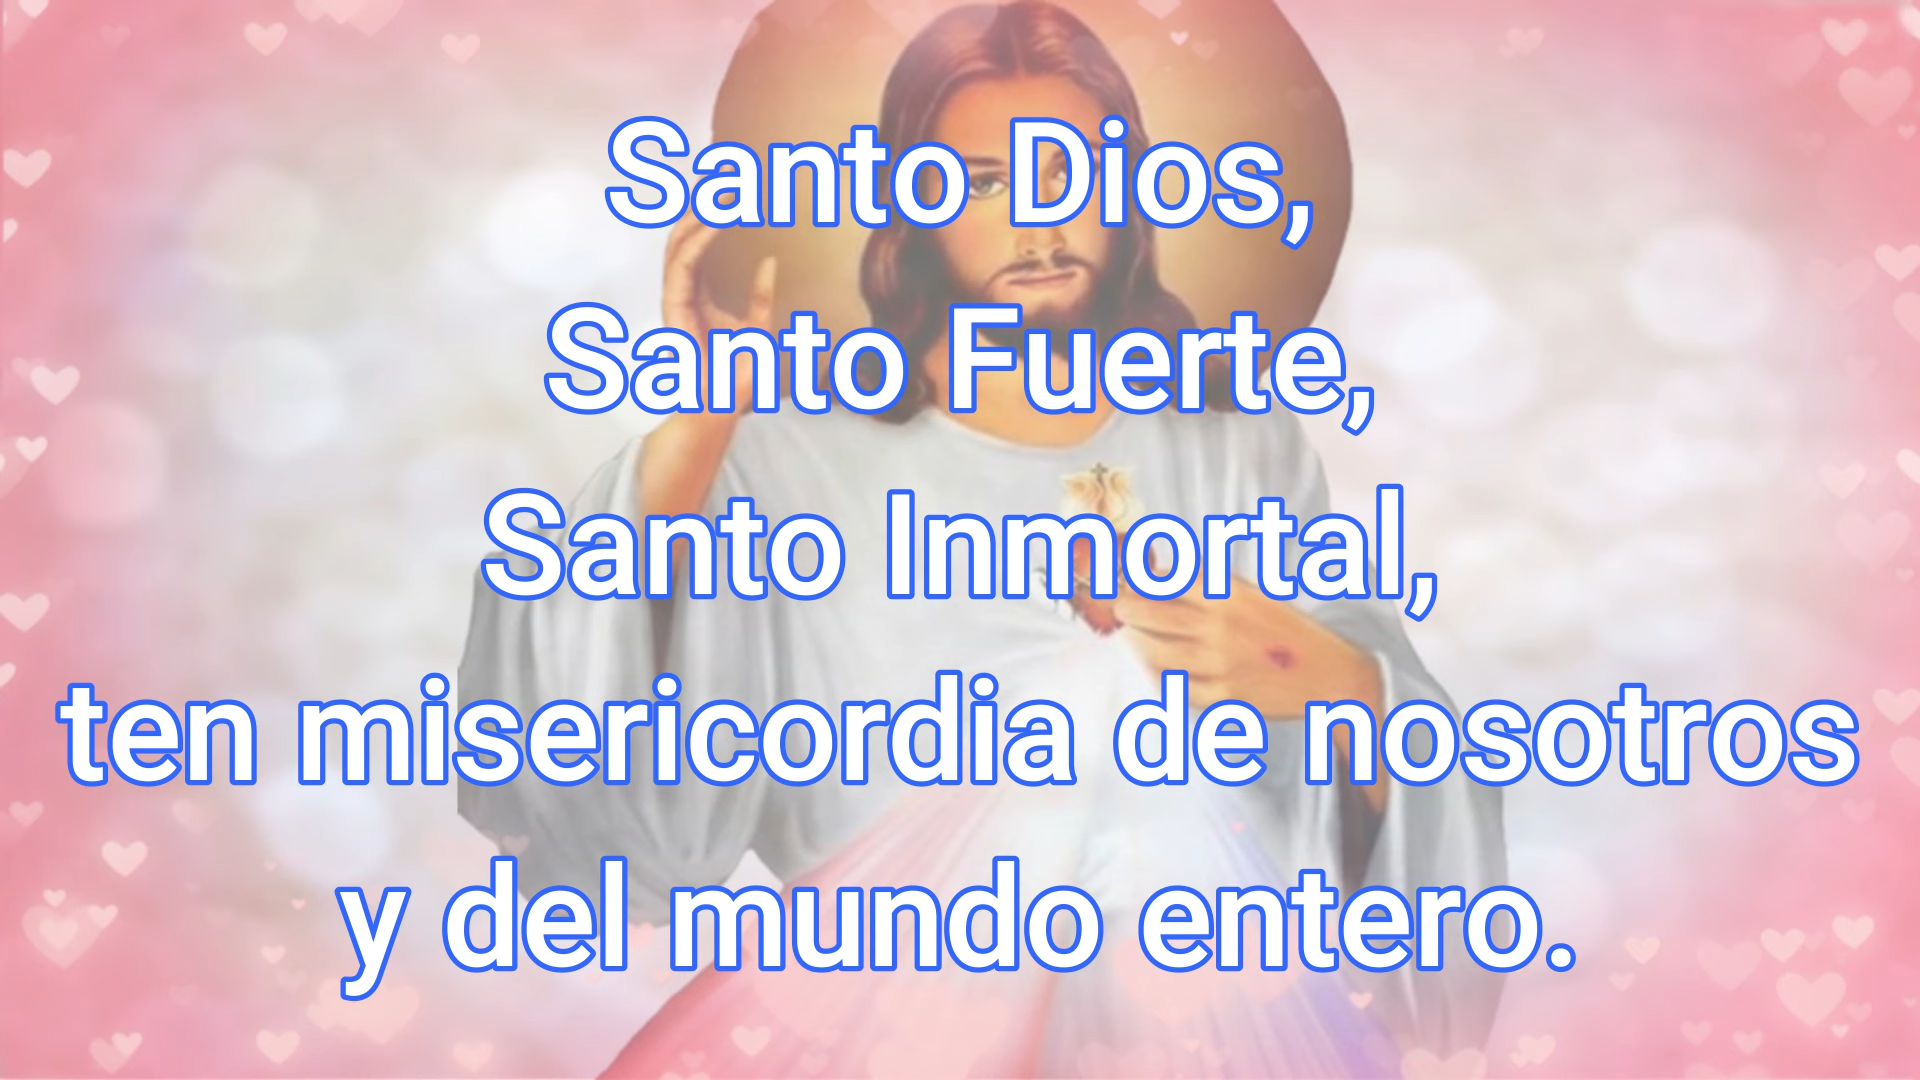 Santo Dios,
Santo Fuerte,
Santo Inmortal,
ten misericordia de nosotros
y del mundo entero.